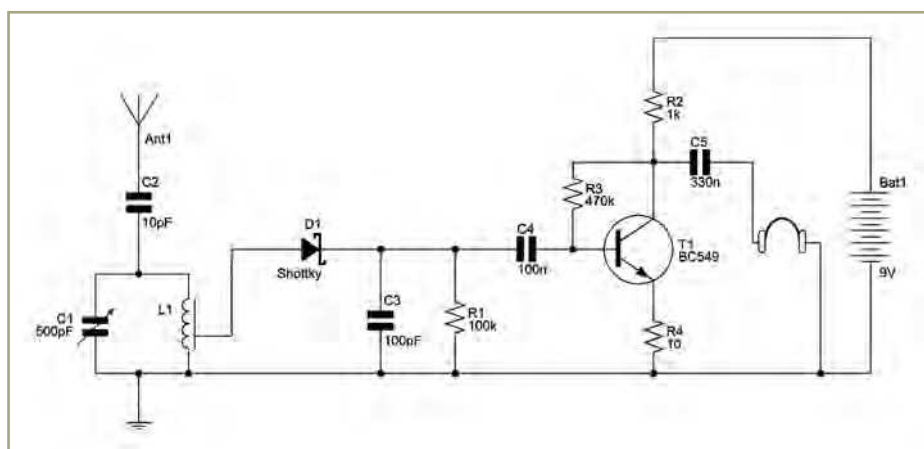 Ant1
C2
10pF
C1
500pF
L1
D1
Shottky
C3
100pF
R1
100k
C4
100n
R3
470k
R2
1k
C5
330n
T1
BC549
R4
10
Bat1
9V